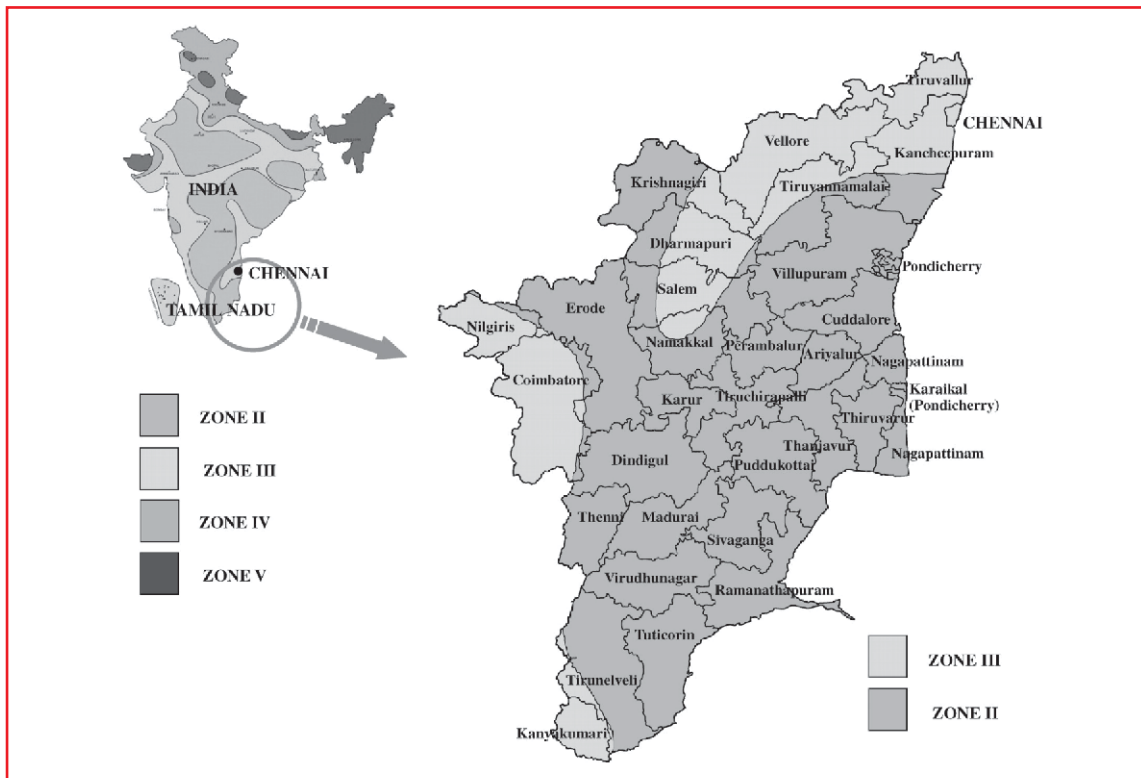 INDIA
CHENNAI
TAMIL NADU
ZONE II
ZONE III
ZONE IV
ZONE V
Tiruvallur
CHENNAI
Vellore
Kancheepuram
Krishnagiri
Tiruvannamalai
Dharmapuri
Villupuram
Pondicherry
Salem
Erode
Cuddalore
Nilgiris
Namakkal
Perambalur
Ariyalur
Nagapattinam
Coimbatore
Karur
Tiruchirapalli
Karaikal
(Pondicherry)
Thiruvarur
Thanjavur
Nagapattinam
Dindigul
Puddukottai
Thenni
Madurai
Sivaganga
Virudhunagar
Ramanathapuram
Tuticorin
Tirunelveli
Kanyakumari
ZONE III
ZONE II